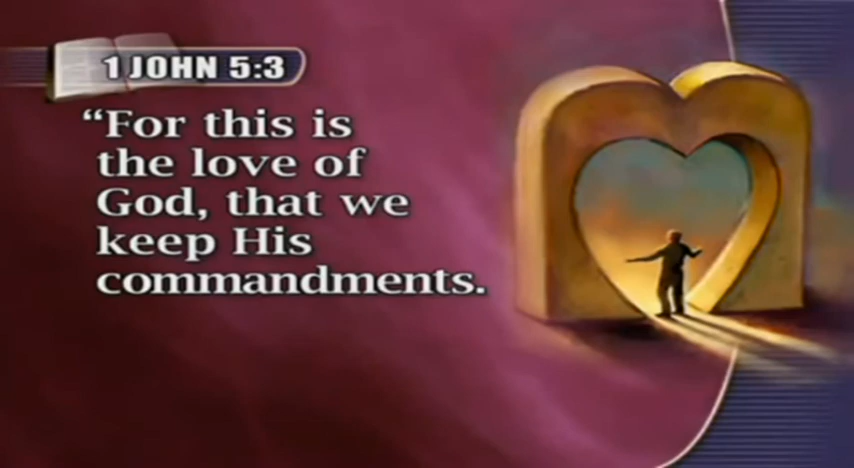 1 JOHN 5:3
“For this is
the love of
God, that we
keep His
commandments.